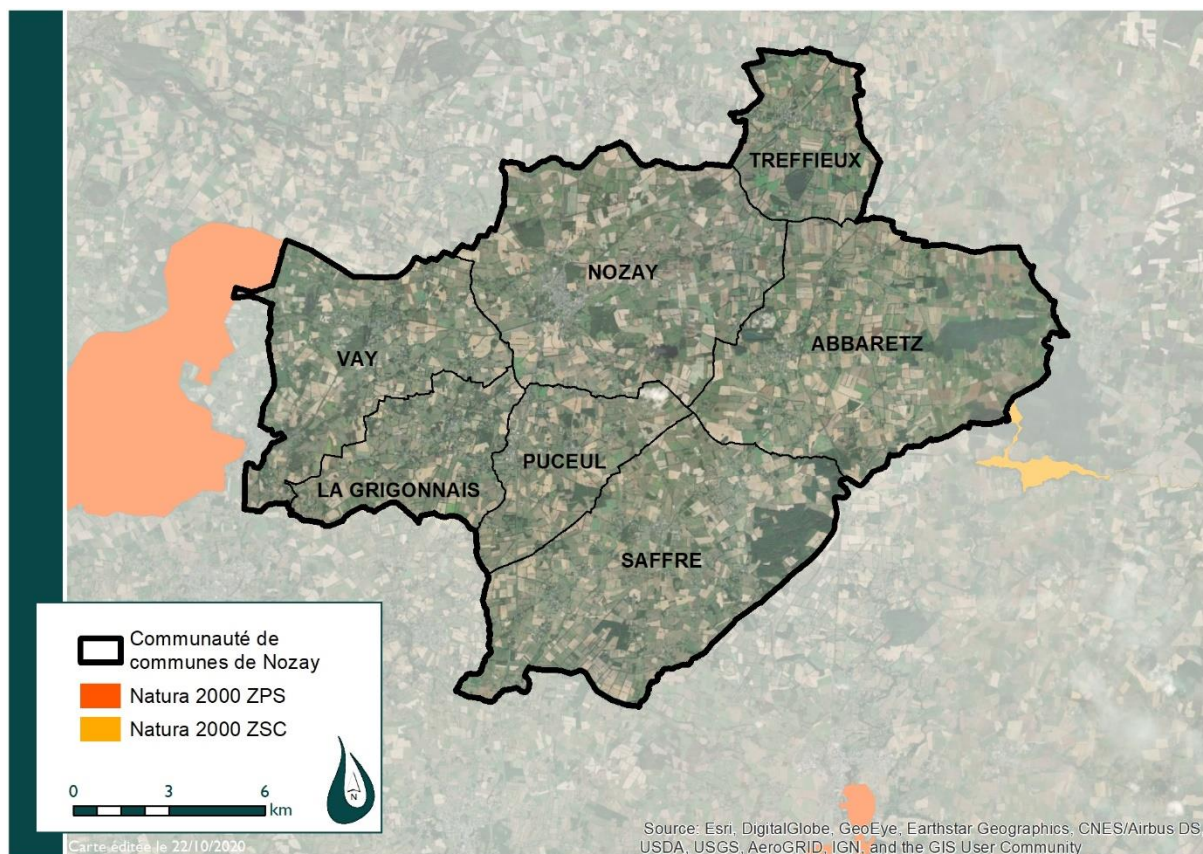 TREFFIEUX
NOZAY
ABBARETZ
VAY
PUCEUL
LA GRIGONNAIS
SAFFRE
Communauté de
communes de Nozay
Natura 2000 ZPS
Natura 2000 ZSC
0 3 6
km
N
Carte éditée le 22/10/2020
Source: Esri, DigitalGlobe, GeoEye, Earthstar Geographics, CNES/Airbus DS,
USDA, USGS, AeroGRID, IGN, and the GIS User Community